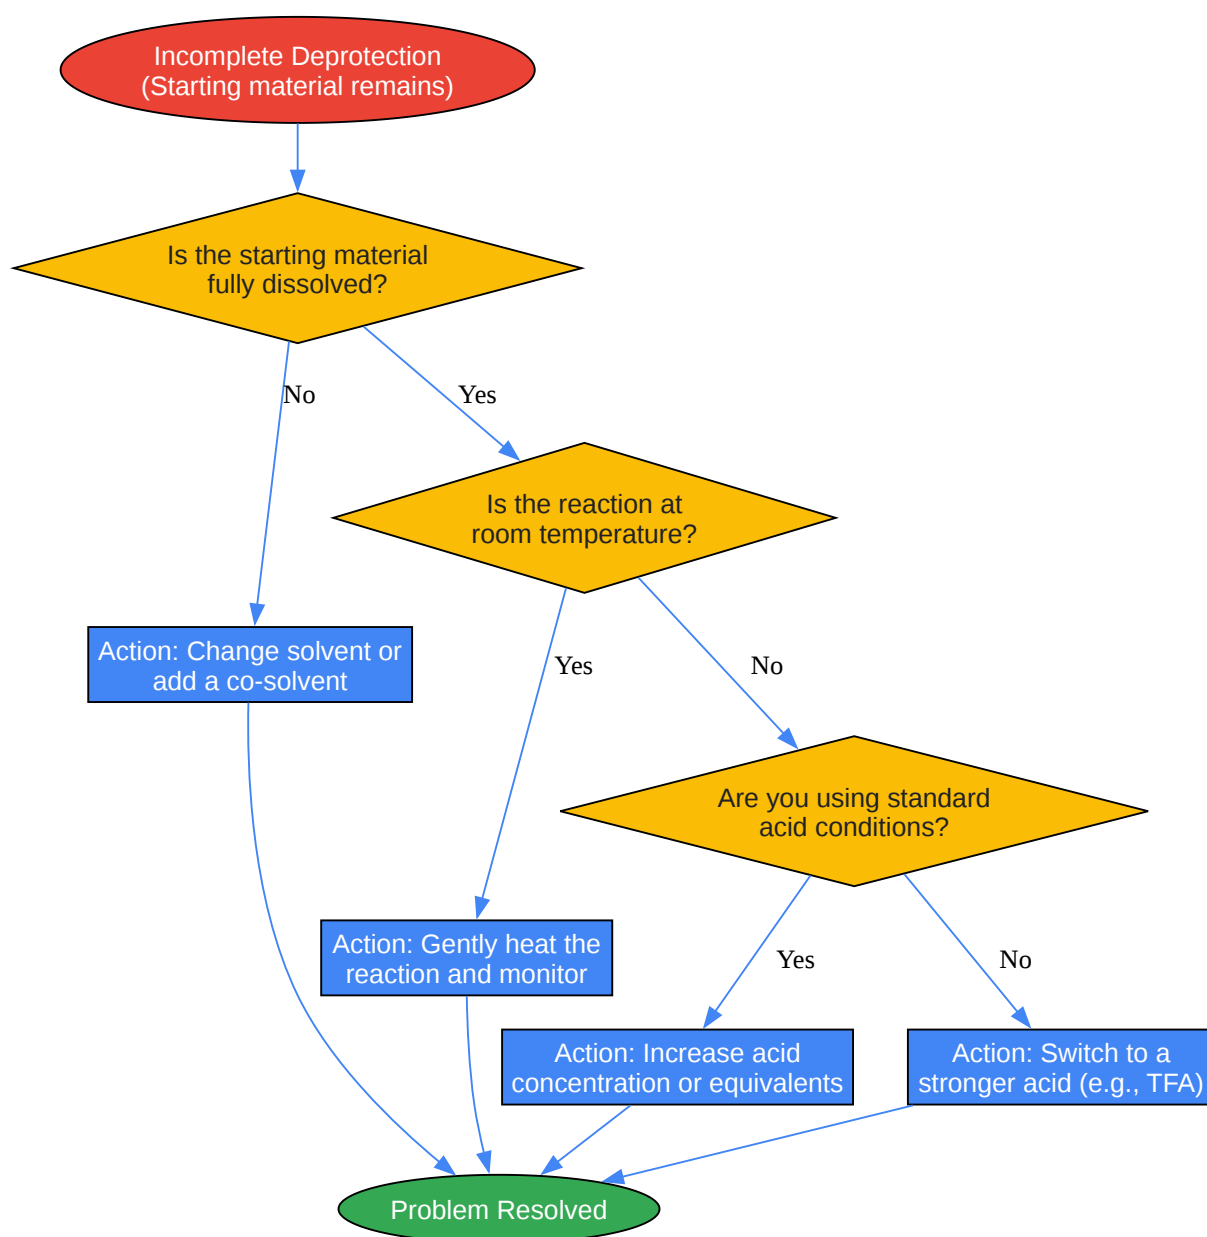 Incomplete Deprotection
(Starting material remains)
Is the starting material
fully dissolved?
No
Yes
Is the reaction at
room temperature?
Action: Change solvent or
add a co-solvent
Yes
No
Are you using standard
acid conditions?
Action: Gently heat the
reaction and monitor
Yes
No
Action: Increase acid
concentration or equivalents
Action: Switch to a
stronger acid (e.g., TFA)
Problem Resolved